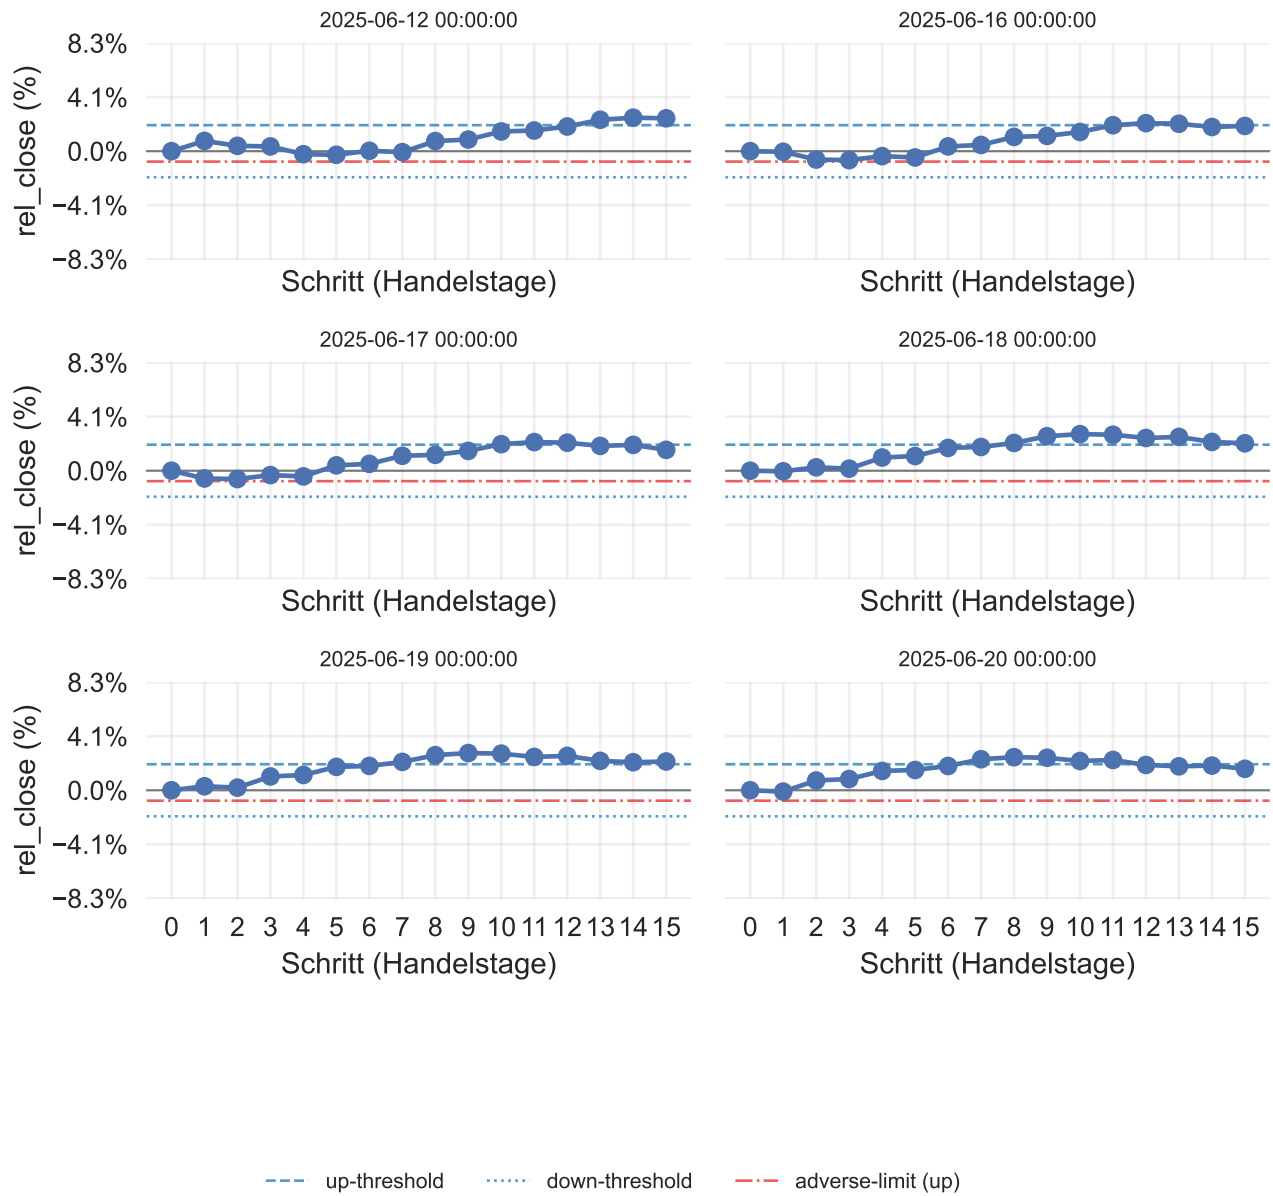 2025-06-12 00:00:00
2025-06-16 00:00:00
8.3%
4.1%
0.0%
−4.1%
−8.3%
rel_close (%)
Schritt (Handelstage)
Schritt (Handelstage)
2025-06-17 00:00:00
2025-06-18 00:00:00
8.3%
4.1%
0.0%
−4.1%
−8.3%
rel_close (%)
Schritt (Handelstage)
Schritt (Handelstage)
2025-06-19 00:00:00
2025-06-20 00:00:00
8.3%
4.1%
0.0%
−4.1%
−8.3%
rel_close (%)
0 1 2 3 4 5 6 7 8 9 10 11 12 13 14 15
0 1 2 3 4 5 6 7 8 9 10 11 12 13 14 15
Schritt (Handelstage)
Schritt (Handelstage)
up-threshold
down-threshold
adverse-limit (up)